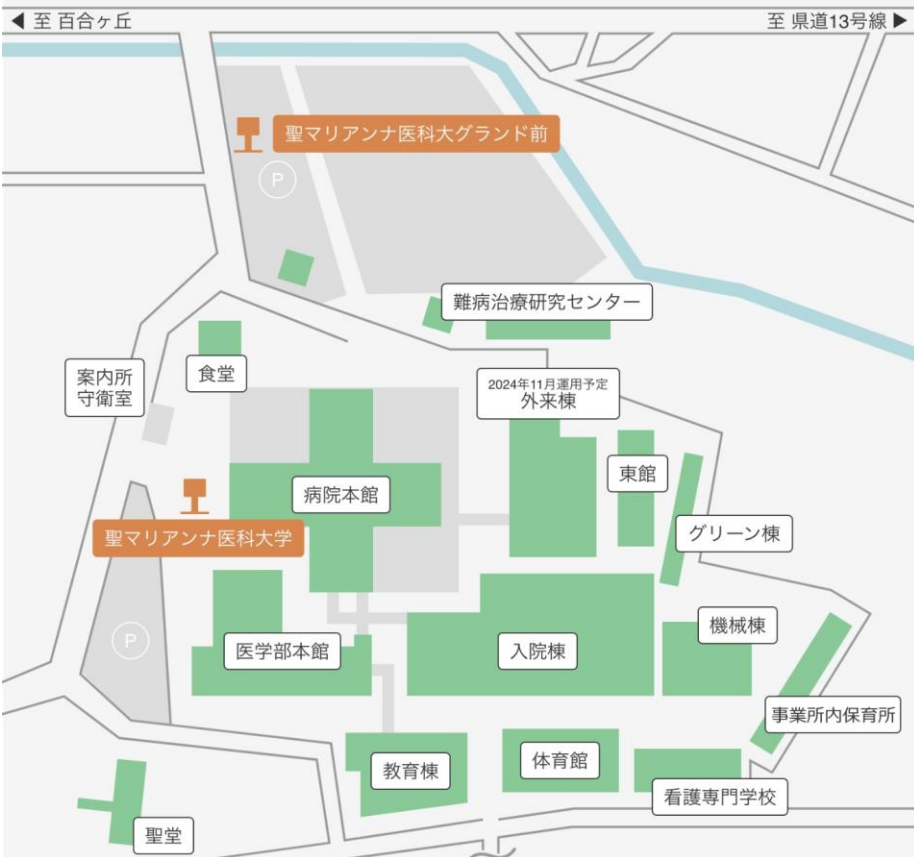 ◀ 至 百合ヶ丘
至 県道13号線 ▶
聖マリアンナ医科大グランド前
P
難病治療研究センター
食堂
案内所
守衛室
2024年11月運用予定
外来棟
東館
病院本館
グリーン棟
聖マリアンナ医科大学
P
医学部本館
入院棟
機械棟
事業所内保育所
教育棟
体育館
看護専門学校
聖堂